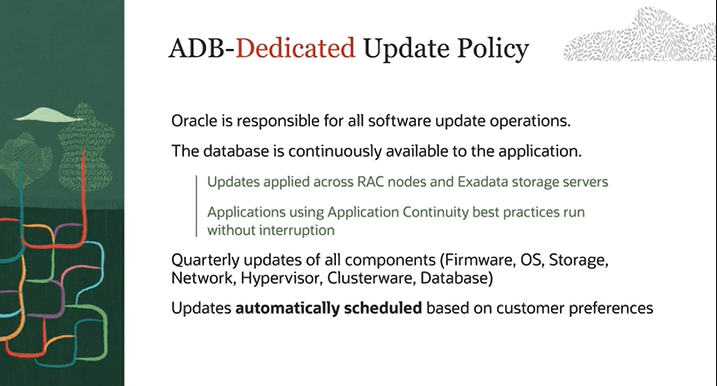 ADB-Dedicated Update Policy
Oracle is responsible for all software update operations.
The database is continuously available to the application.
Updates applied across RAC nodes and Exadata storage servers
Applications using Application Continuity best practices run
without interruption
Quarterly updates of all components (Firmware, OS, Storage,
Network, Hypervisor, Clusterware, Database)
Updates automatically scheduled based on customer preferences